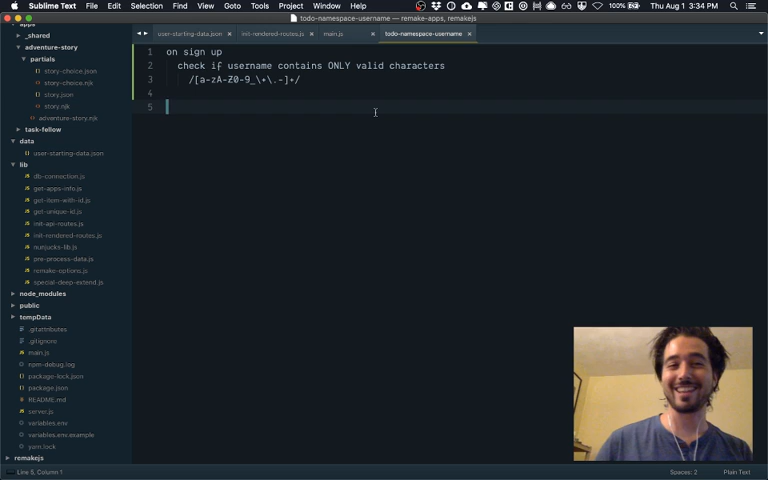 Sublime Text File Edit Selection Find View Goto Tools Project Window Help 100% Thu Aug 1 3:34 PM
todo-namespace-username — remake-apps, remakejs
apps
_shared
adventure-story
partials
story-choice.json
story-choice.njk
story.json
story.njk
adventure-story.njk
task-fellow
data
user-starting-data.json
lib
db-connection.js
get-apps-info.js
get-item-with-id.js
get-unique-id.js
init-api-routes.js
init-rendered-routes.js
nunjucks-lib.js
pre-process-data.js
remake-options.js
special-deep-extend.js
node_modules
public
tempData
.gitattributes
.gitignore
main.js
npm-debug.log
package-lock.json
package.json
README.md
server.js
variables.env
variables.env.example
yarn.lock
remakejs
user-starting-data.json init-rendered-routes.js main.js todo-namespace-username
1 on sign up
2 check if username contains ONLY valid characters
3 /[a-zA-Z0-9_\+\.-]+/
4
5
Line 5, Column 1 Spaces: 2 Plain Text